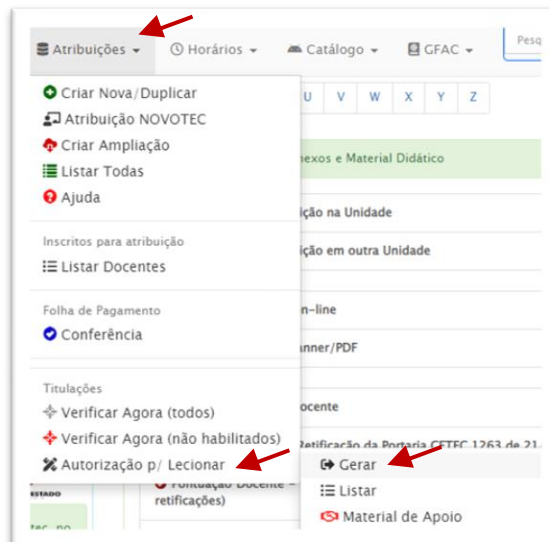 Atribuições
Horários
Catálogo
GFAC
Pesq
Criar Nova/Duplicar
U V W X Y Z
Atribuição NOVOTEC
Criar Ampliação
nexos e Material Didático
Listar Todas
Ajuda
ição na Unidade
Inscritos para atribuição
ição em outra Unidade
Listar Docentes
Folha de Pagamento
n-line
Conferência
anner/PDF
Titulações
Verificar Agora (todos)
ocente
Verificar Agora (não habilitados)
Retificação da Portaria CETEC 1263 de 21-
Autorização p/ Lecionar
Gerar
Pontuação Docente -
retificações)
Listar
ESTADO
Material de Apoio